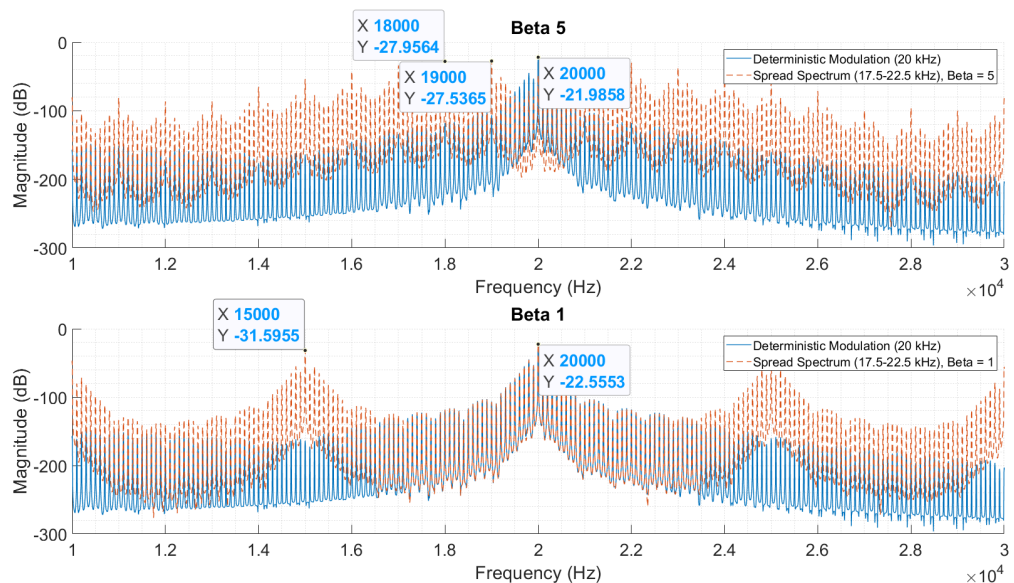 Beta 5
X 18000
Y -27.9564
X 19000
Y -27.5365
X 20000
Y -21.9858
Deterministic Modulation (20 kHz)
Spread Spectrum (17.5-22.5 kHz), Beta = 5
Magnitude (dB)
0
-100
-200
-300
1
1.2
1.4
1.6
1.8
2
2.2
2.4
2.6
2.8
3
Frequency (Hz)
×10⁴
Beta 1
X 15000
Y -31.5955
X 20000
Y -22.5553
Deterministic Modulation (20 kHz)
Spread Spectrum (17.5-22.5 kHz), Beta = 1
Magnitude (dB)
0
-100
-200
-300
1
1.2
1.4
1.6
1.8
2
2.2
2.4
2.6
2.8
3
Frequency (Hz)
×10⁴